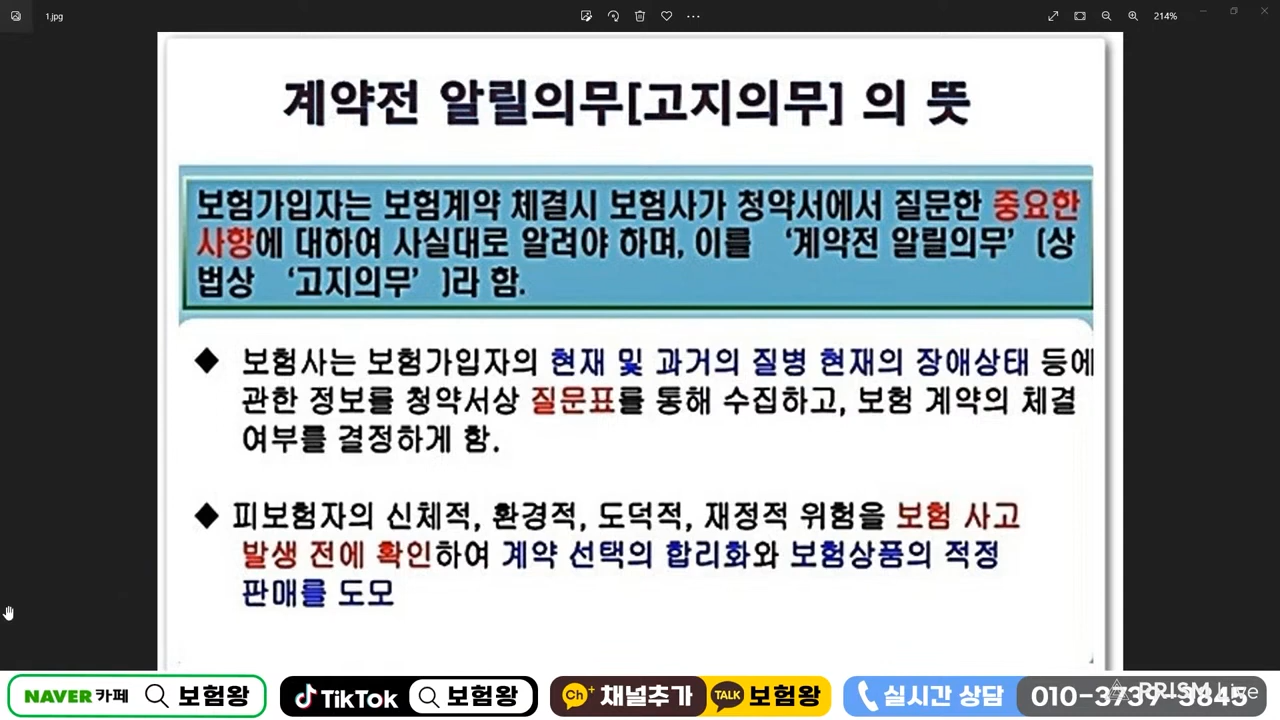 1.jpg
214%
계약전 알릴의무[고지의무] 의 뜻
보험가입자는 보험계약 체결시 보험사가 청약서에서 질문한 중요한
사항에 대하여 사실대로 알려야 하며, 이를 ‘계약전 알릴의무’ [상
법상 ‘고지의무’ ]라 함.
◆ 보험사는 보험가입자의 현재 및 과거의 질병 현재의 장애상태 등에
관한 정보를 청약서상 질문표를 통해 수집하고, 보험 계약의 체결
여부를 결정하게 함.
◆ 피보험자의 신체적, 환경적, 도덕적, 재정적 위험을 보험 사고
발생 전에 확인하여 계약 선택의 합리화와 보험상품의 적정
판매를 도모
NAVER 카페 보험왕
TikTok 보험왕
Ch+ 채널추가 TALK 보험왕
실시간 상담 010-3739-3845
PRISM Live